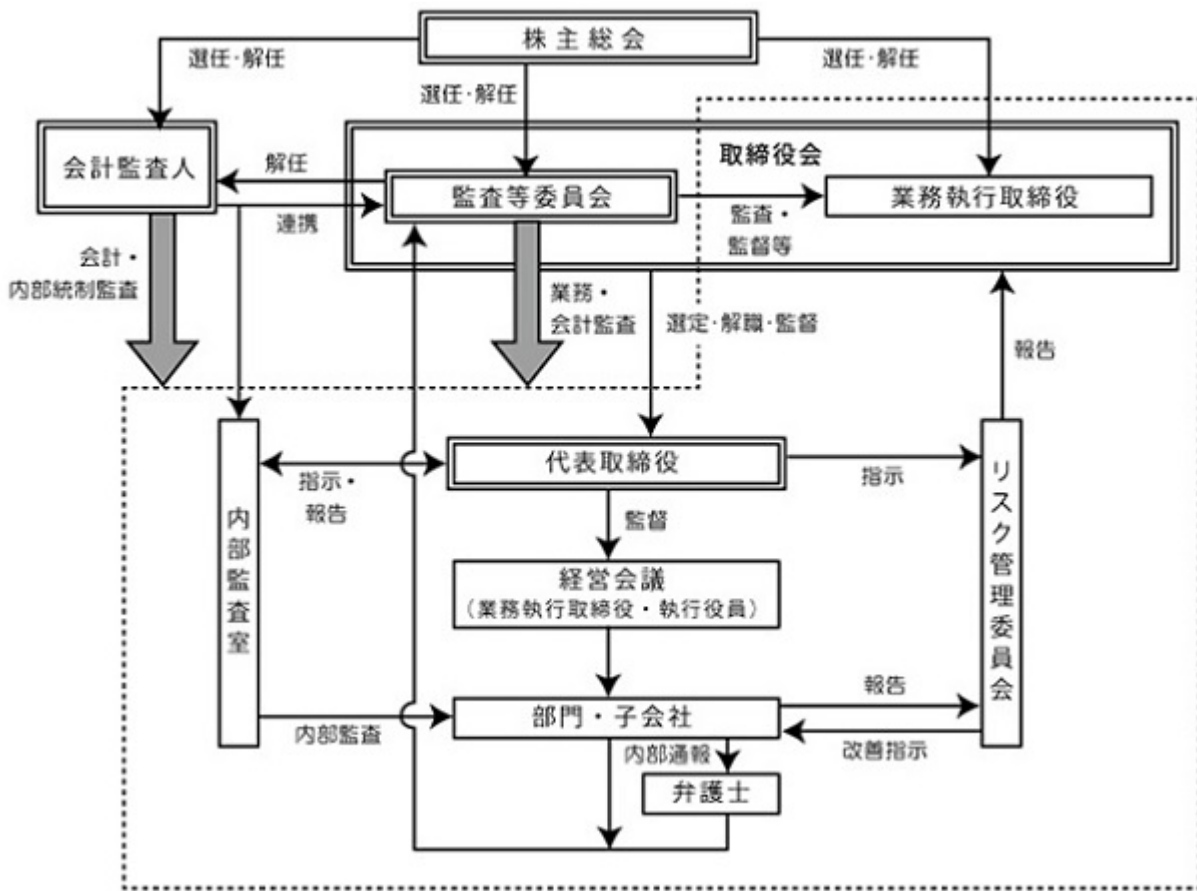 株主総会
選任・解任
選任・解任
選任・解任
会計監査人
解任
連携
取締役会
監査等委員会
業務執行取締役
監査・
監督等
会計・
内部統制監査
業務・
会計監査
選定・解職・監督
報告
代表取締役
指示・
報告
指示
内部監査室
監督
リスク管理委員会
経営会議
(業務執行取締役・執行役員)
部門・子会社
内部監査
報告
改善指示
内部通報
弁護士